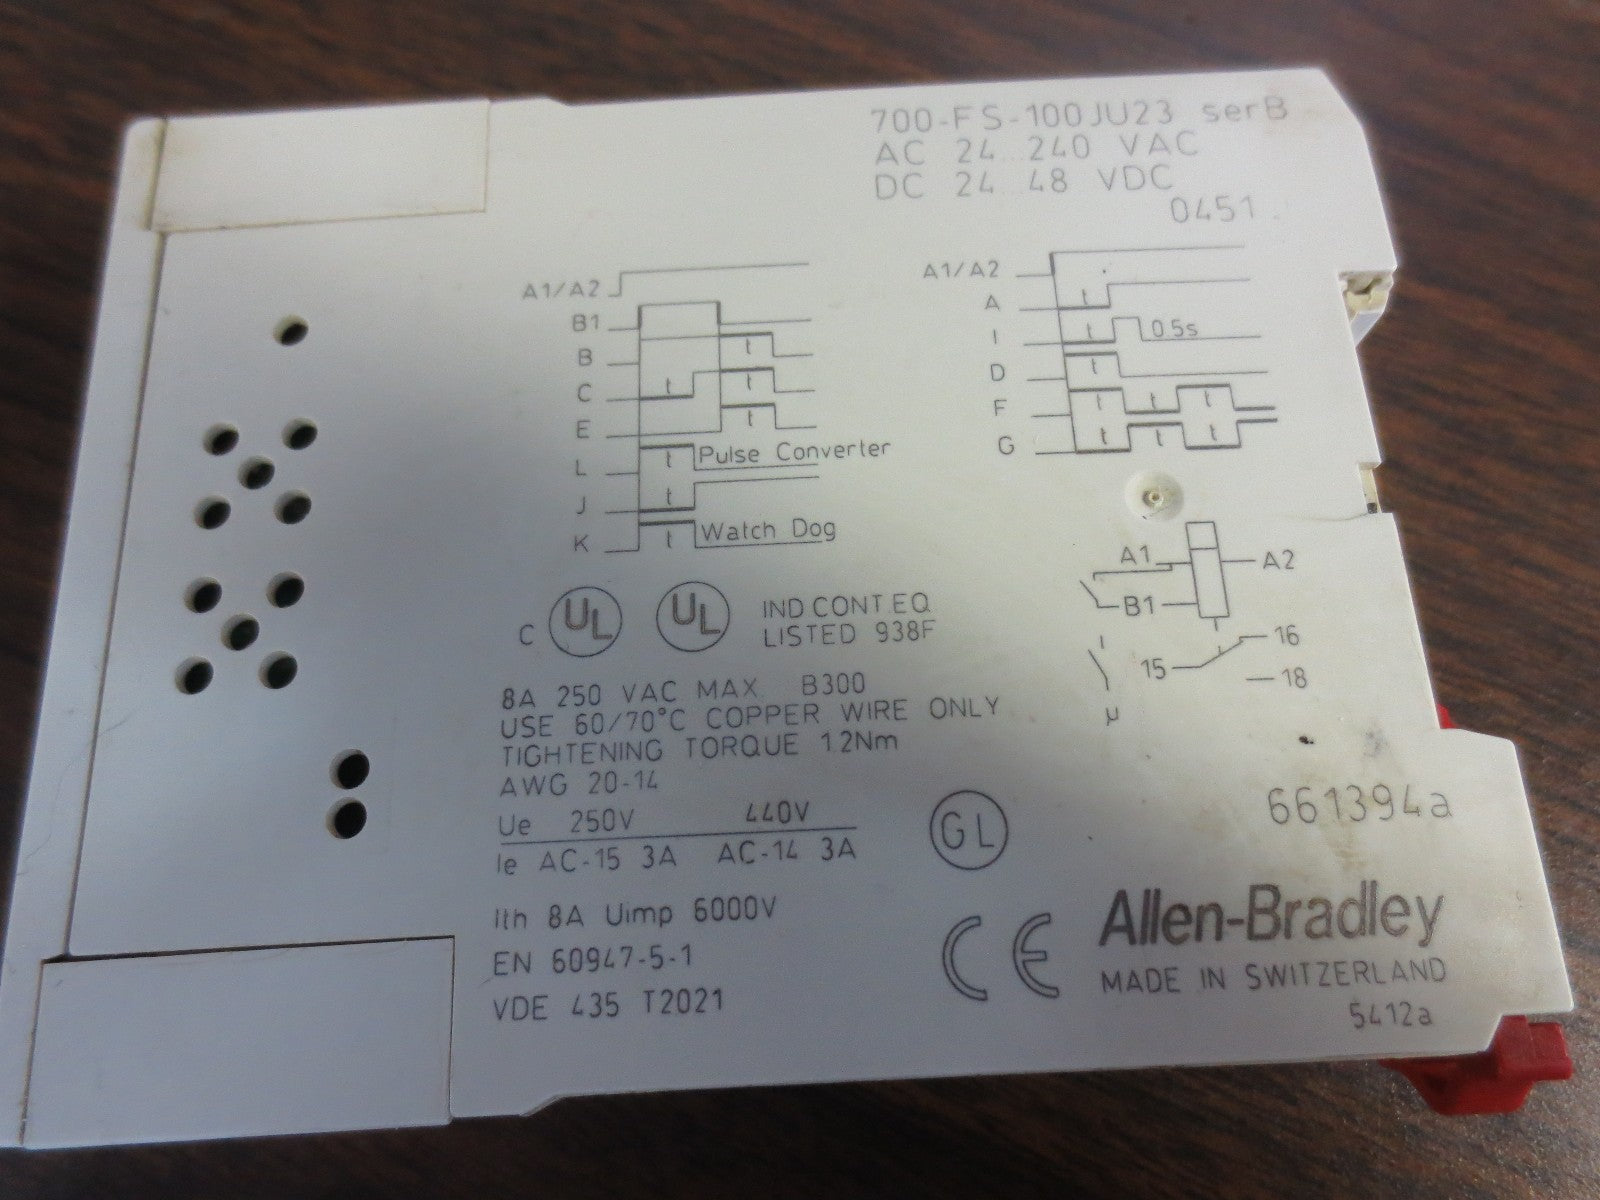 700-FS-100JU23 serB
AC 24...240 VAC
DC 24...48 VDC
0451
A1/A2
B1
B t
C t t
E t
L t Pulse Converter
J t
K t Watch Dog
A1/A2
A t
I t 0.5s
D t
F t t t
G t t t
A1 A2
B1
16
15
18
µ
C UL UL IND.CONT.EQ
LISTED 938F
8A 250 VAC MAX B300
USE 60/70°C COPPER WIRE ONLY
TIGHTENING TORQUE 1.2Nm
AWG 20-14
Ue 250V 440V
Ie AC-15 3A AC-14 3A
Ith 8A Uimp 6000V
EN 60947-5-1
VDE 435 T2021
GL
CE
661394a
Allen-Bradley
MADE IN SWITZERLAND
5412a